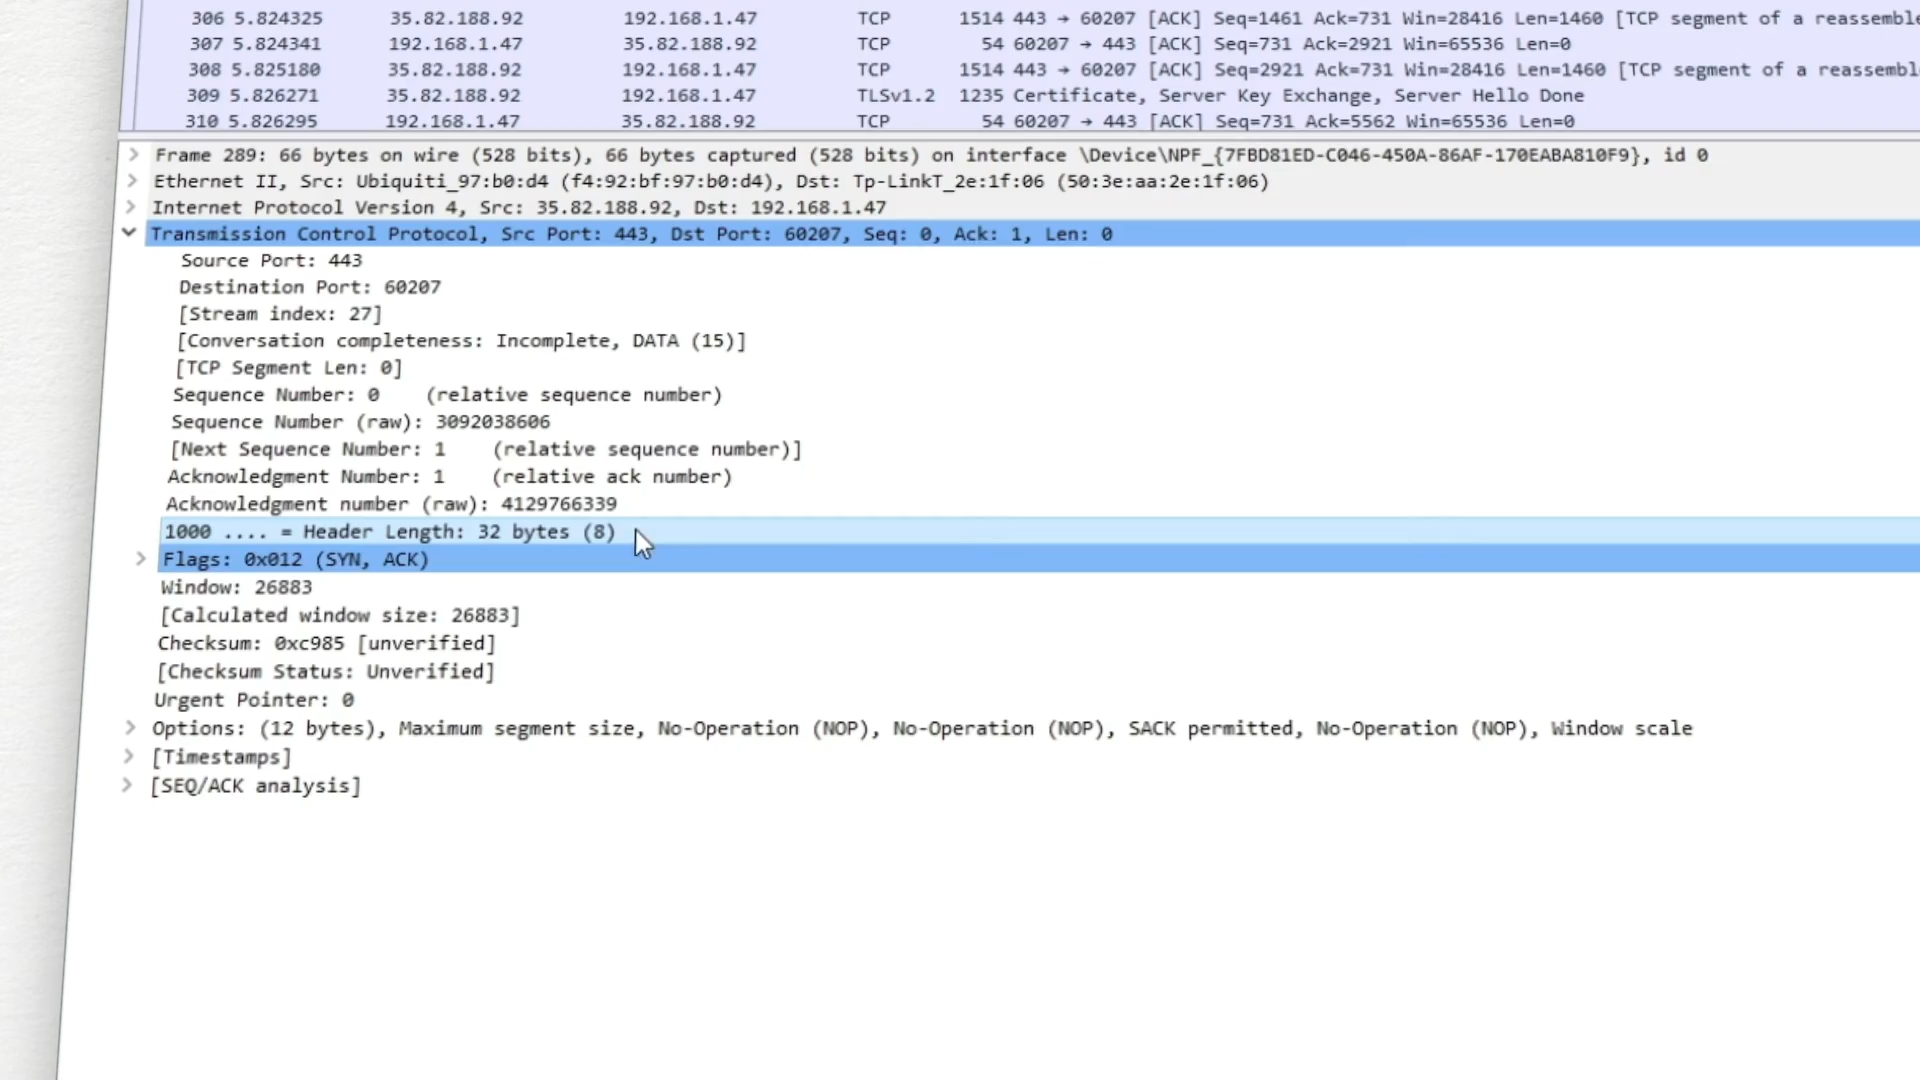 306 5.824325 35.82.188.92 192.168.1.47 TCP 1514 443 → 60207 [ACK] Seq=1461 Ack=731 Win=28416 Len=1460 [TCP segment of a
307 5.824341 192.168.1.47 35.82.188.92 TCP 54 60207 → 443 [ACK] Seq=731 Ack=2921 Win=65536 Len=0
308 5.825180 35.82.188.92 192.168.1.47 TCP 1514 443 → 60207 [ACK] Seq=2921 Ack=731 Win=28416 Len=1460 [TCP segment of a
309 5.826271 35.82.188.92 192.168.1.47 TLSv1.2 1235 Certificate, Server Key Exchange, Server Hello Done
310 5.826295 192.168.1.47 35.82.188.92 TCP 54 60207 → 443 [ACK] Seq=731 Ack=5562 Win=65536 Len=0
Frame 289: 66 bytes on wire (528 bits), 66 bytes captured (528 bits) on interface \Device\NPF_{7FBD81ED-C046-450A-86AF-170EABA810F9}, id 0
Ethernet II, Src: Ubiquiti_97:b0:d4 (f4:92:bf:97:b0:d4), Dst: Tp-LinkT_2e:1f:06 (50:3e:aa:2e:1f:06)
Internet Protocol Version 4, Src: 35.82.188.92, Dst: 192.168.1.47
Transmission Control Protocol, Src Port: 443, Dst Port: 60207, Seq: 0, Ack: 1, Len: 0
Source Port: 443
Destination Port: 60207
[Stream index: 27]
[Conversation completeness: Incomplete, DATA (15)]
[TCP Segment Len: 0]
Sequence Number: 0 (relative sequence number)
Sequence Number (raw): 3092038606
[Next Sequence Number: 1 (relative sequence number)]
Acknowledgment Number: 1 (relative ack number)
Acknowledgment number (raw): 4129766339
1000 .... = Header Length: 32 bytes (8)
Flags: 0x012 (SYN, ACK)
Window: 26883
[Calculated window size: 26883]
Checksum: 0xc985 [unverified]
[Checksum Status: Unverified]
Urgent Pointer: 0
Options: (12 bytes), Maximum segment size, No-Operation (NOP), No-Operation (NOP), SACK permitted, No-Operation (NOP), Window scale
[Timestamps]
[SEQ/ACK analysis]